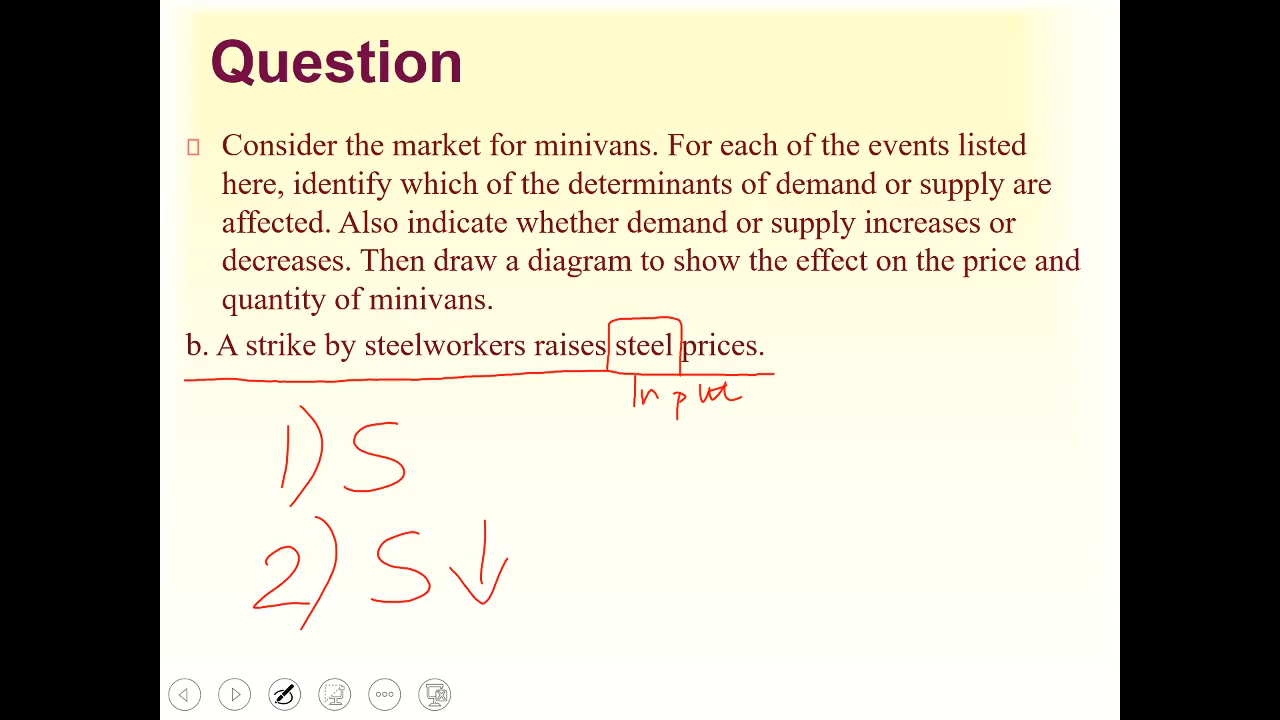 Question
Consider the market for minivans. For each of the events listed
here, identify which of the determinants of demand or supply are
affected. Also indicate whether demand or supply increases or
decreases. Then draw a diagram to show the effect on the price and
quantity of minivans.
b. A strike by steelworkers raises steel prices.
Input
1) S
2) S ↓